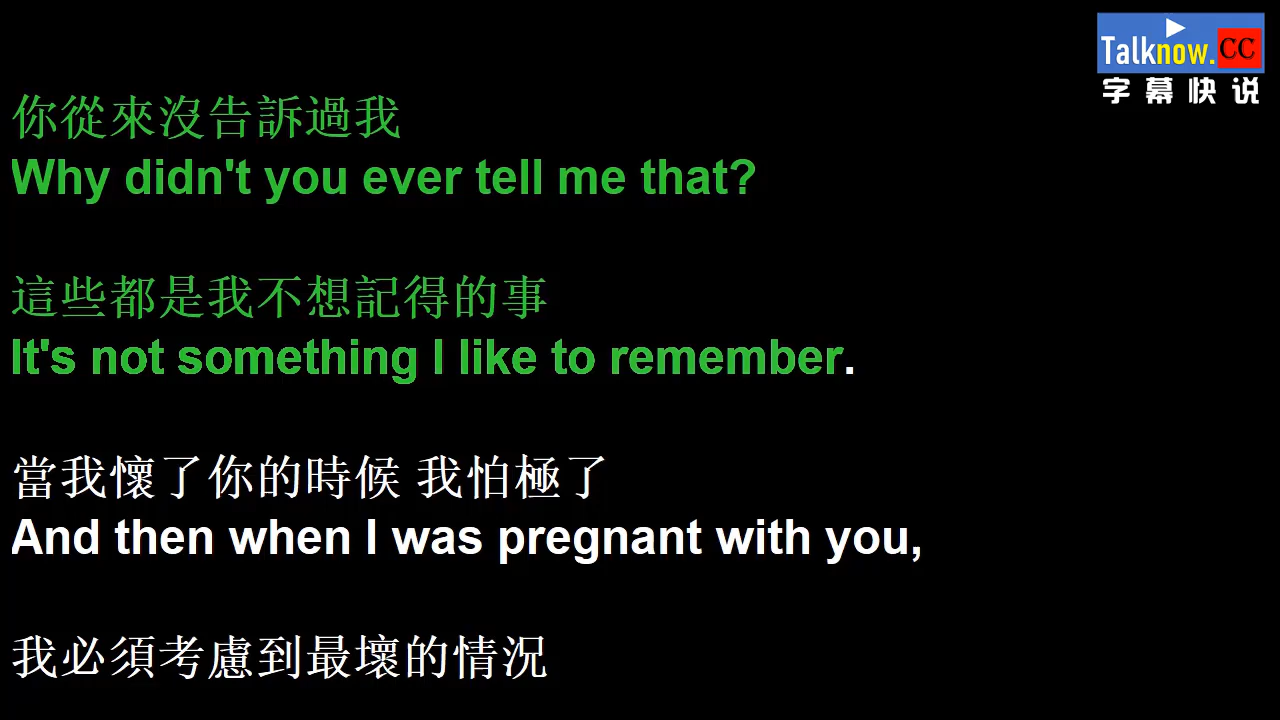 Talknow.CC
字幕快说
你從來沒告訴過我
Why didn't you ever tell me that?
這些都是我不想記得的事
It's not something I like to remember.
當我懷了你的時候 我怕極了
And then when I was pregnant with you,
我必須考慮到最壞的情況